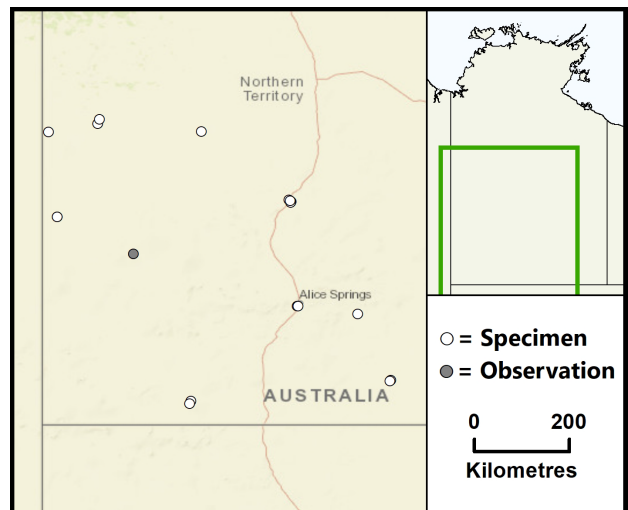 Northern
Territory
Alice Springs
AUSTRALIA
= Specimen
= Observation
0 200
Kilometres